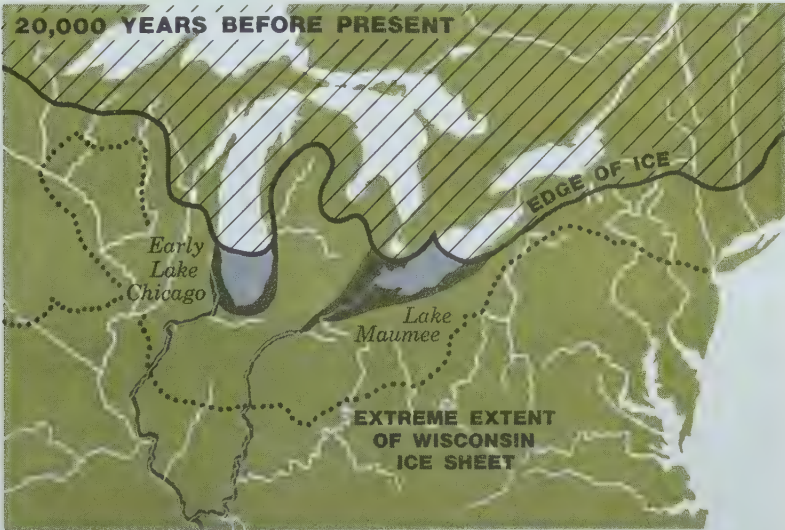 20,000 YEARS BEFORE PRESENT
EDGE OF ICE
Early
Lake
Chicago
Lake
Maumee
EXTREME EXTENT
OF WISCONSIN
ICE SHEET